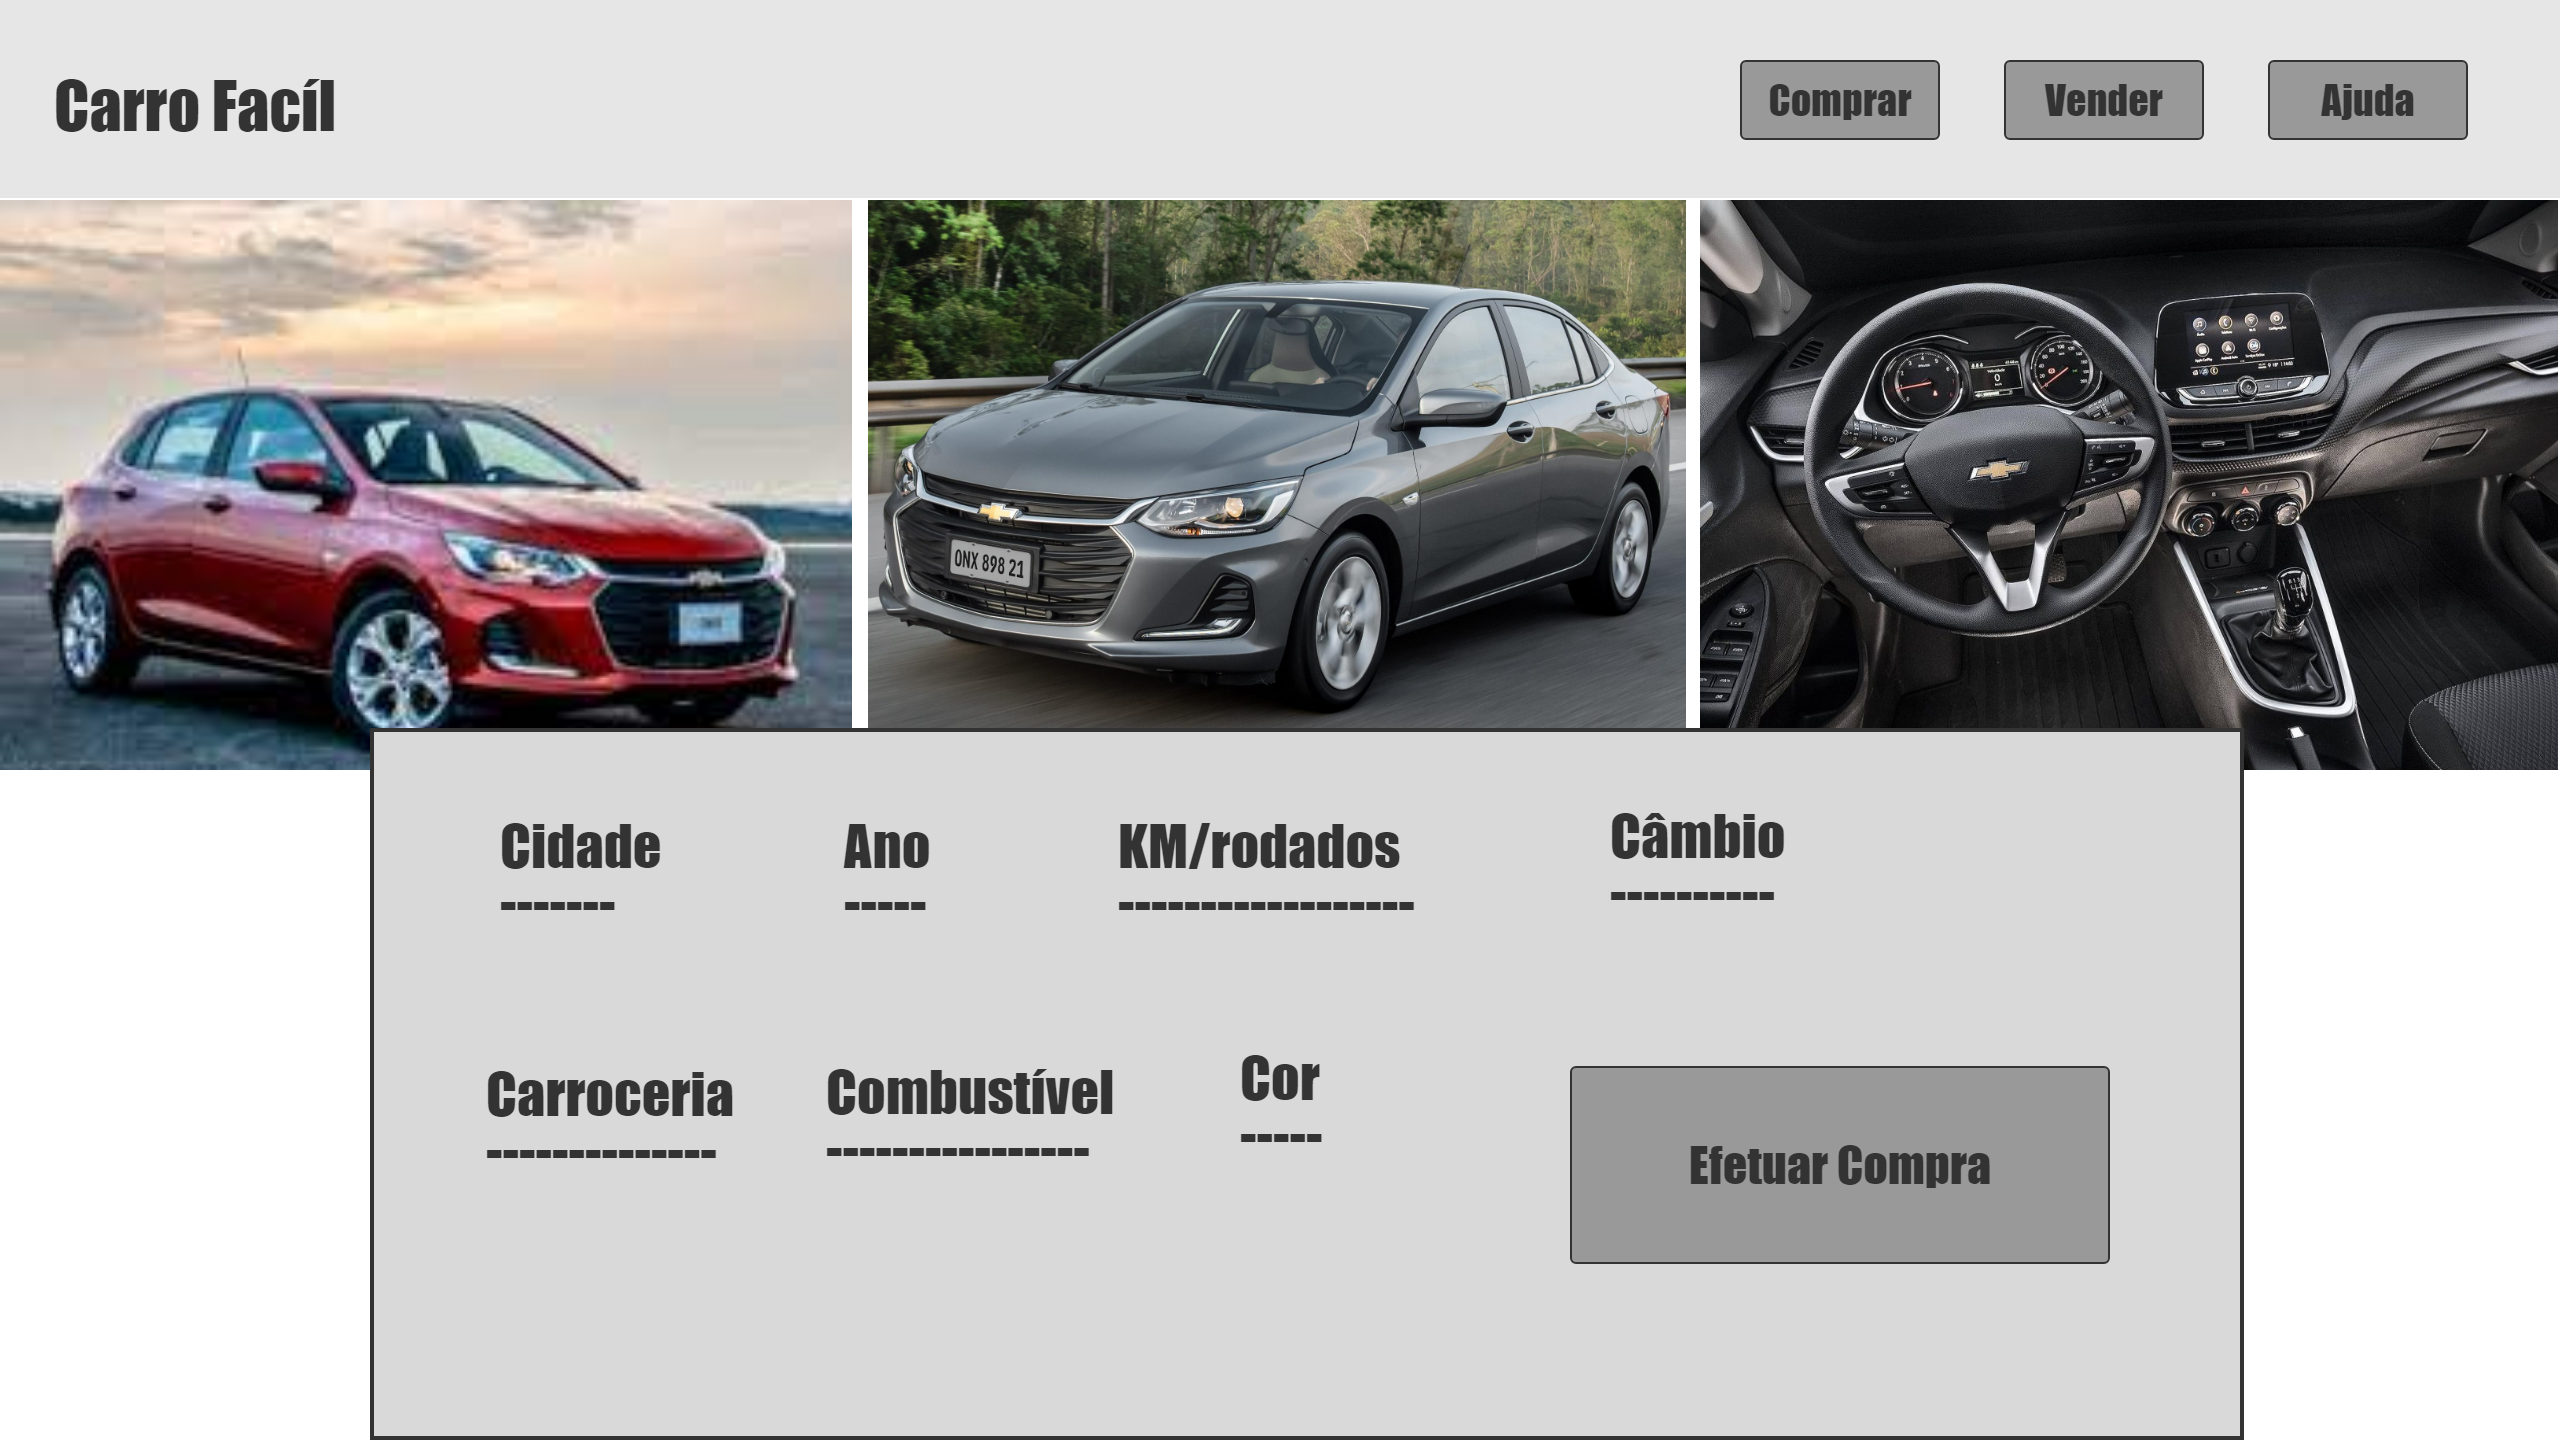 Carro Facíl
Comprar
Vender
Ajuda
ONX 898 21
Cidade
-------
Ano
-----
KM/rodados
------------------
Câmbio
----------
Carroceria
--------------
Combustível
----------------
Cor
-----
Efetuar Compra